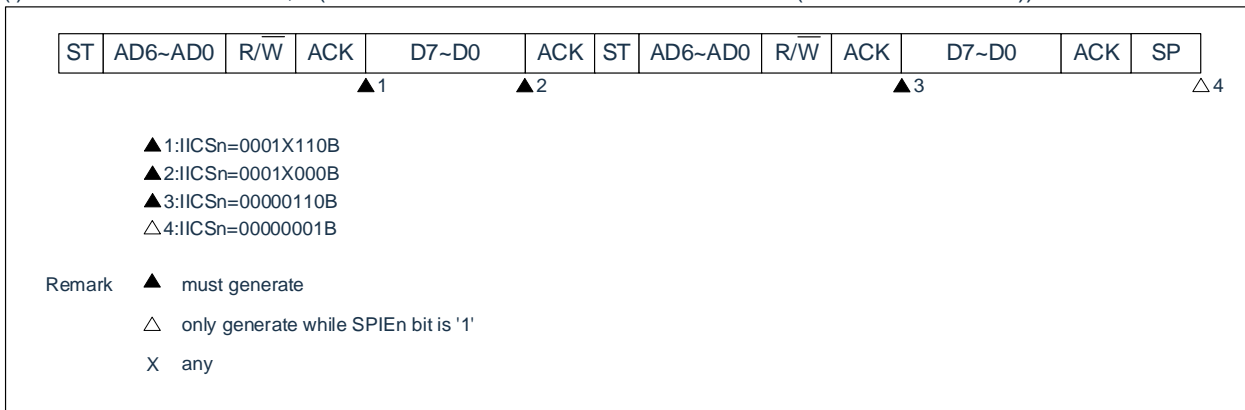 ST AD6~AD0 R/W̅ ACK D7~D0 ACK ST AD6~AD0 R/W̅ ACK D7~D0 ACK SP
▲1 ▲2 ▲3 △4
▲1:IICSn=0001X110B
▲2:IICSn=0001X000B
▲3:IICSn=00000110B
△4:IICSn=00000001B
Remark ▲ must generate
△ only generate while SPIEn bit is '1'
X any